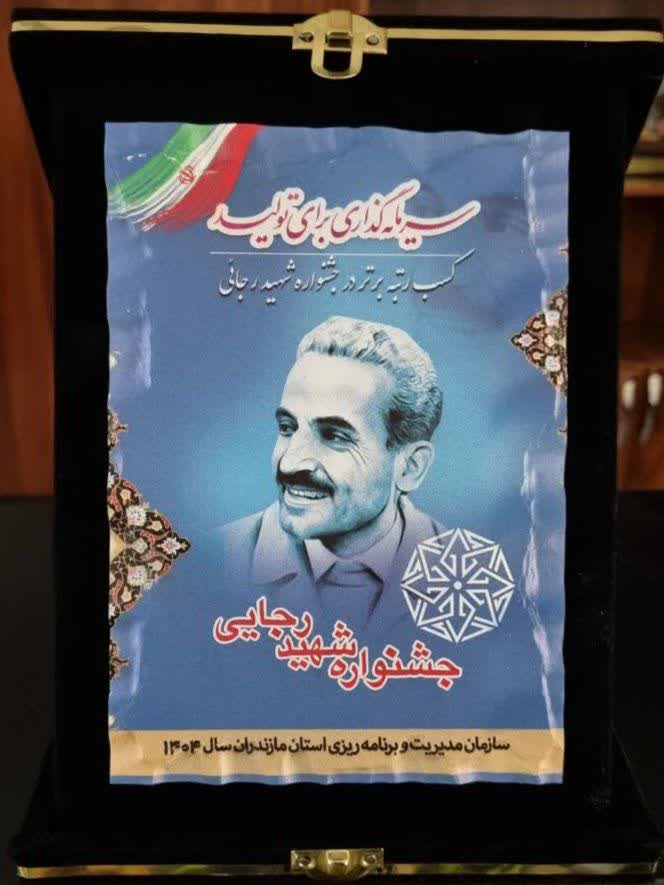 سرمایه گذاری برای تولید
کسب رتبه برتر در جشنواره شهید رجائی
جشنواره شهید رجایی
سازمان مدیریت و برنامه ریزی استان مازندران سال ۱۴۰۴